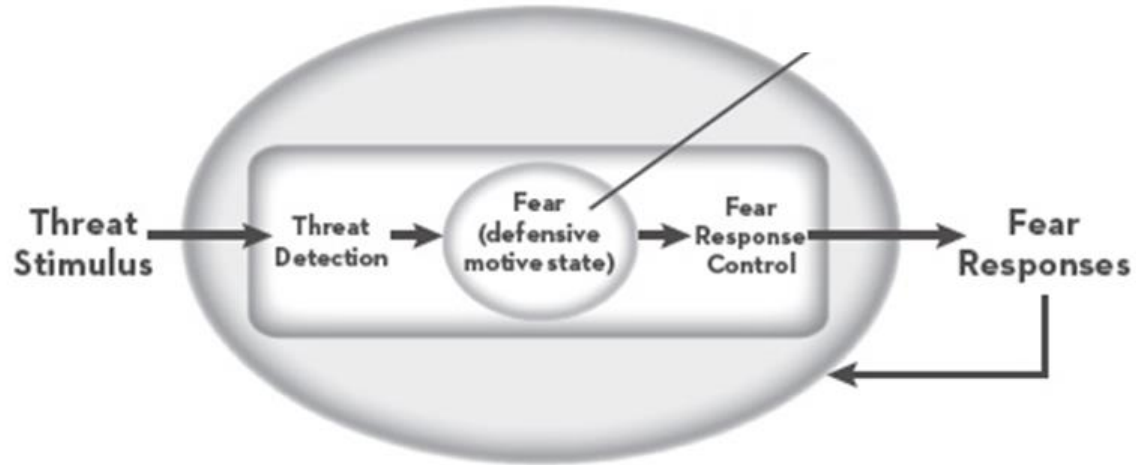 Threat
Stimulus
Threat
Detection
Fear
(defensive
motive state)
Fear
Response
Control
Fear
Responses